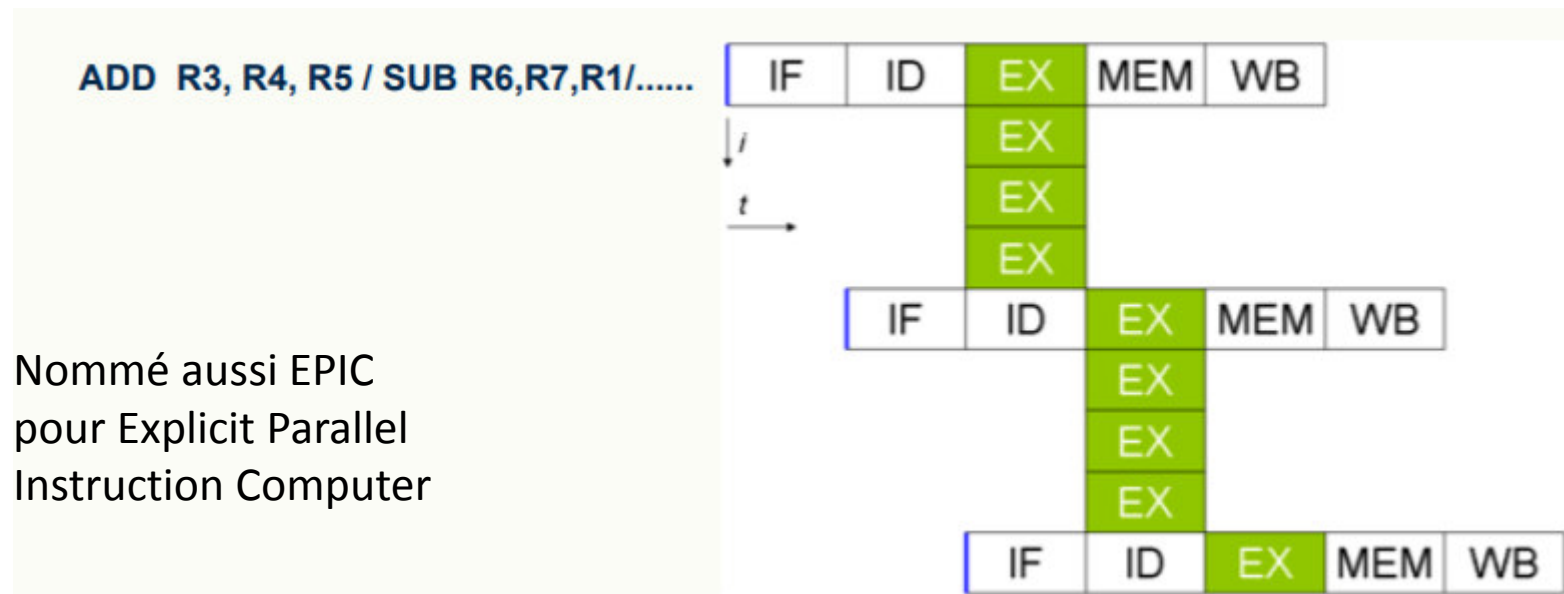 ADD R3, R4, R5 / SUB R6,R7,R1/...... IF ID EX MEM WB
i EX
t EX
EX
IF ID EX MEM WB
Nommé aussi EPIC EX
pour Explicit Parallel EX
Instruction Computer EX
IF ID EX MEM WB